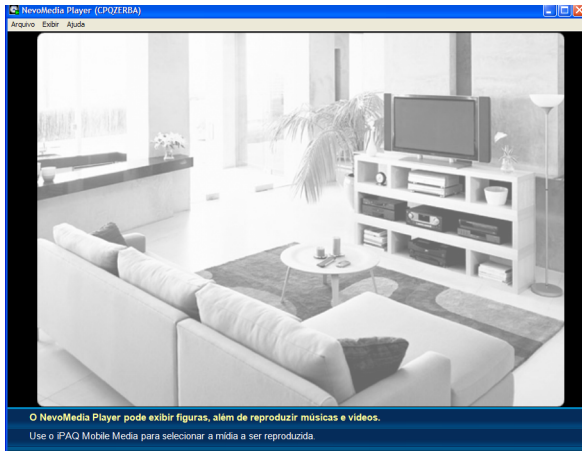 NevoMedia Player (CPQZERBA)
Arquivo Exibir Ajuda
O NevoMedia Player pode exibir figuras, além de reproduzir músicas e videos.
Use o iPAQ Mobile Media para selecionar a mídia a ser reproduzida.